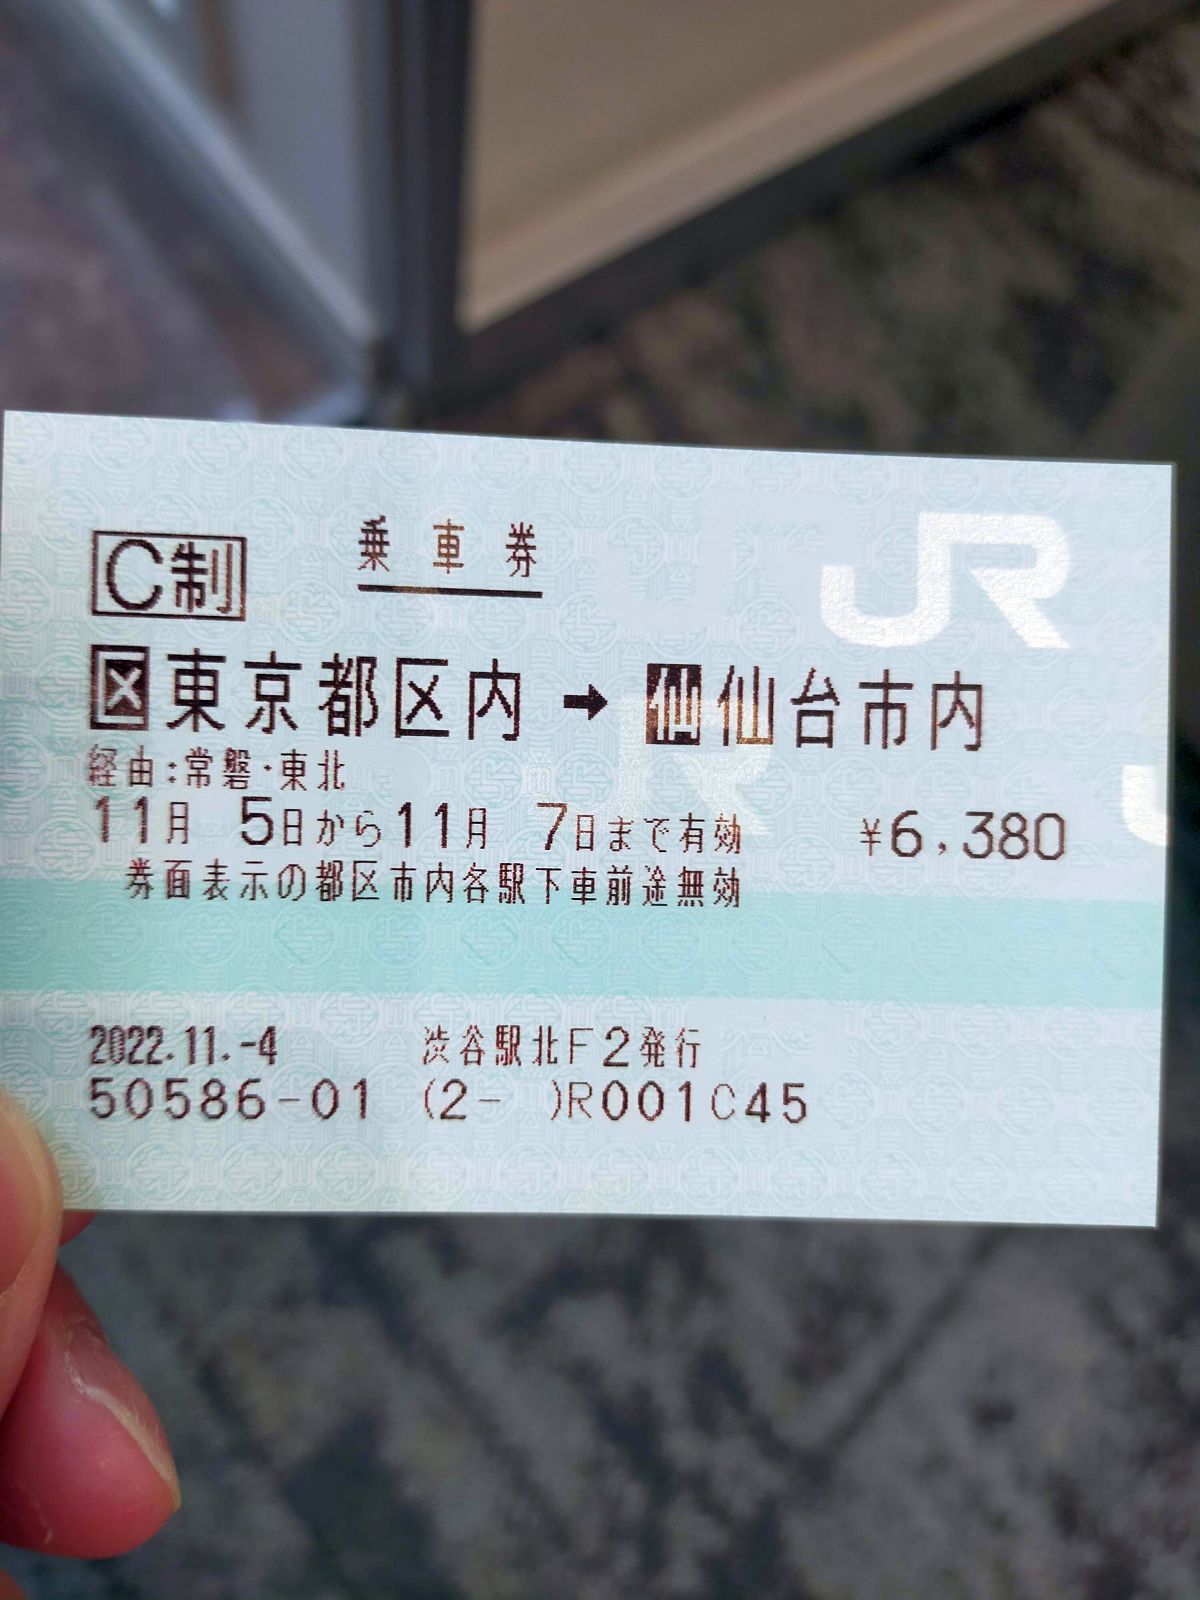 C制 乗車券 JR
区 東京都区内 → 仙 仙台市内
経由:常磐・東北
11月 5日から11月 7日まで有効 ¥6,380
券面表示の都区市内各駅下車前途無効
2022.11.-4 渋谷駅北F2発行
50586-01 (2- )R001C45